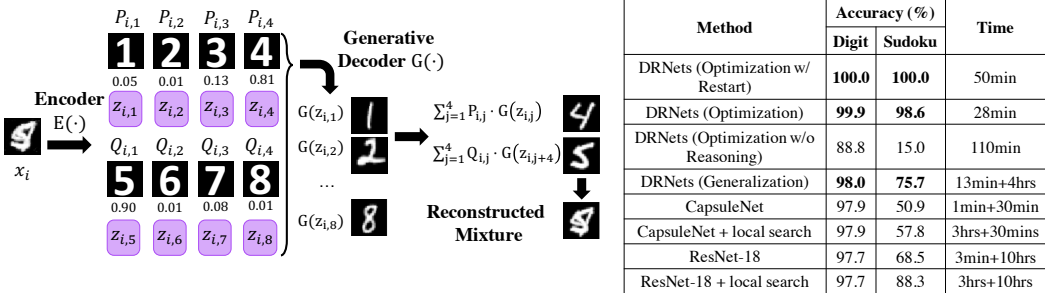 P_{i,1} P_{i,2} P_{i,3} P_{i,4}
1 2 3 4
0.05 0.01 0.13 0.81
z_{i,1} z_{i,2} z_{i,3} z_{i,4}
Encoder
E(·)
x_i
Q_{i,1} Q_{i,2} Q_{i,3} Q_{i,4}
5 6 7 8
0.90 0.01 0.08 0.01
z_{i,5} z_{i,6} z_{i,7} z_{i,8}
Generative
Decoder G(·)
G(z_{i,1}) 1
G(z_{i,2}) 2
...
G(z_{i,8}) 8
∑_{j=1}^{4} P_{i,j} · G(z_{i,j}) 4
∑_{j=1}^{4} Q_{i,j} · G(z_{i,j+4}) 5
Reconstructed
Mixture
Method Accuracy (%) Time
Digit Sudoku
DRNets (Optimization w/
Restart) 100.0 100.0 50min
DRNets (Optimization) 99.9 98.6 28min
DRNets (Optimization w/o
Reasoning) 88.8 15.0 110min
DRNets (Generalization) 98.0 75.7 13min+4hrs
CapsuleNet 97.9 50.9 1min+30min
CapsuleNet + local search 97.9 57.8 3hrs+30mins
ResNet-18 97.7 68.5 3min+10hrs
ResNet-18 + local search 97.7 88.3 3hrs+10hrs